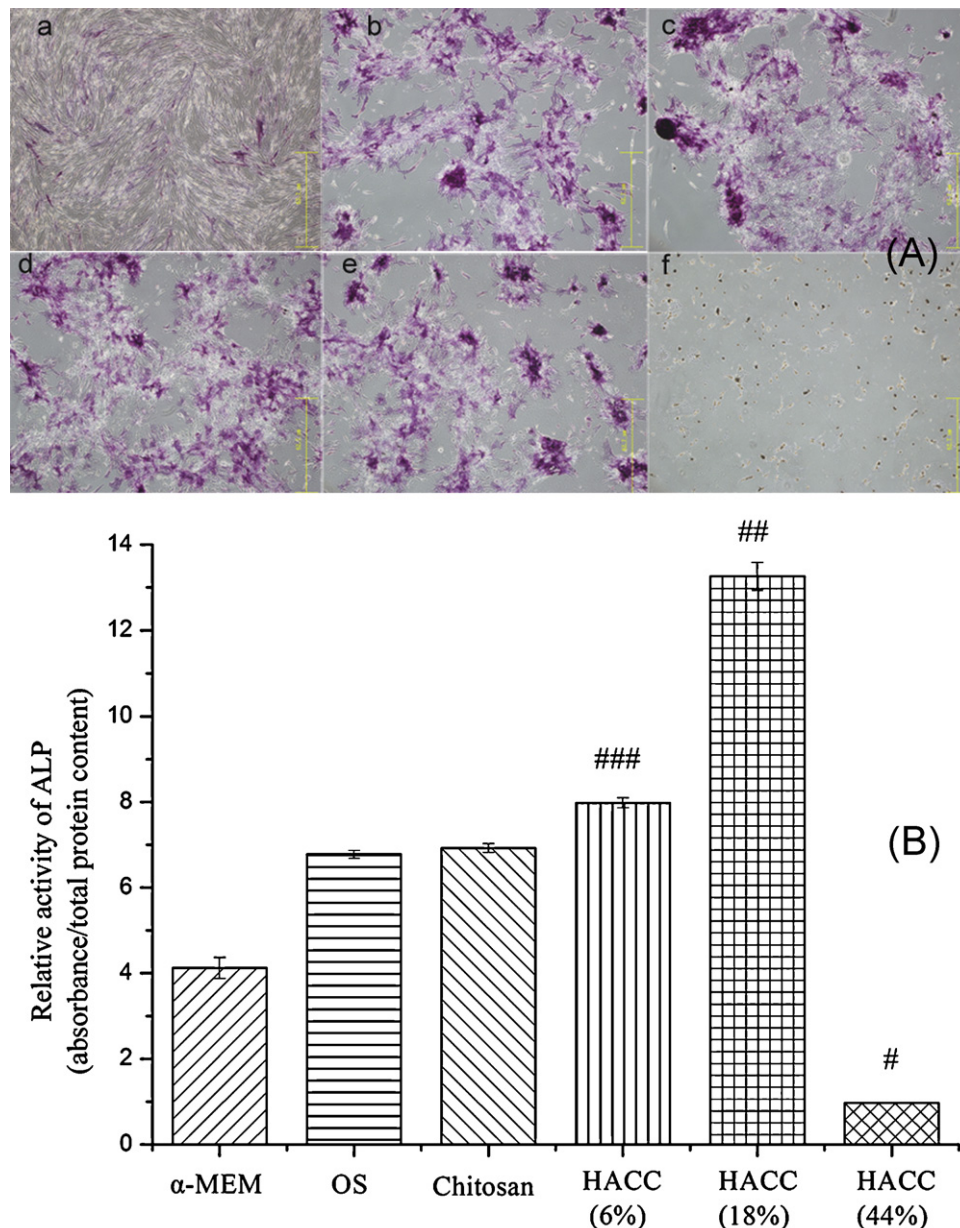 a
b
c
(A)
d
e
f
14
12
10
8
6
4
2
0
Relative activity of ALP
(absorbance/total protein content)
##
###
#
(B)
α-MEM
OS
Chitosan
HACC
(6%)
HACC
(18%)
HACC
(44%)